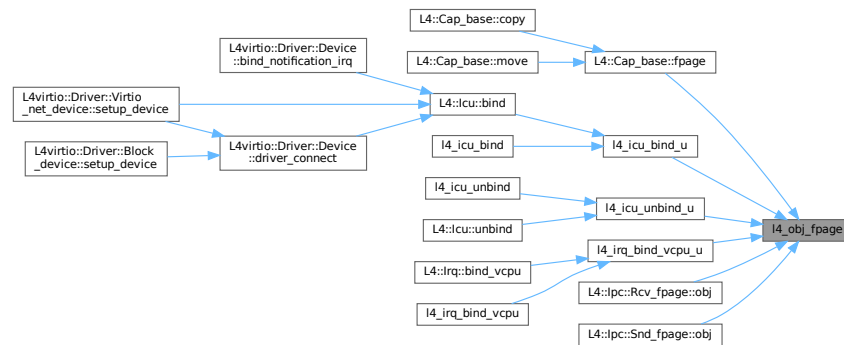 L4::Cap_base::copy
L4virtio::Driver::Device
::bind_notification_irq
L4::Cap_base::move
L4::Cap_base::fpage
L4virtio::Driver::Virtio
_net_device::setup_device
L4::Icu::bind
L4virtio::Driver::Block
_device::setup_device
L4virtio::Driver::Device
::driver_connect
l4_icu_bind
l4_icu_bind_u
l4_icu_unbind
l4_icu_unbind_u
L4::Icu::unbind
l4_obj_fpage
l4_irq_bind_vcpu_u
L4::Irq::bind_vcpu
L4::Ipc::Rcv_fpage::obj
l4_irq_bind_vcpu
L4::Ipc::Snd_fpage::obj